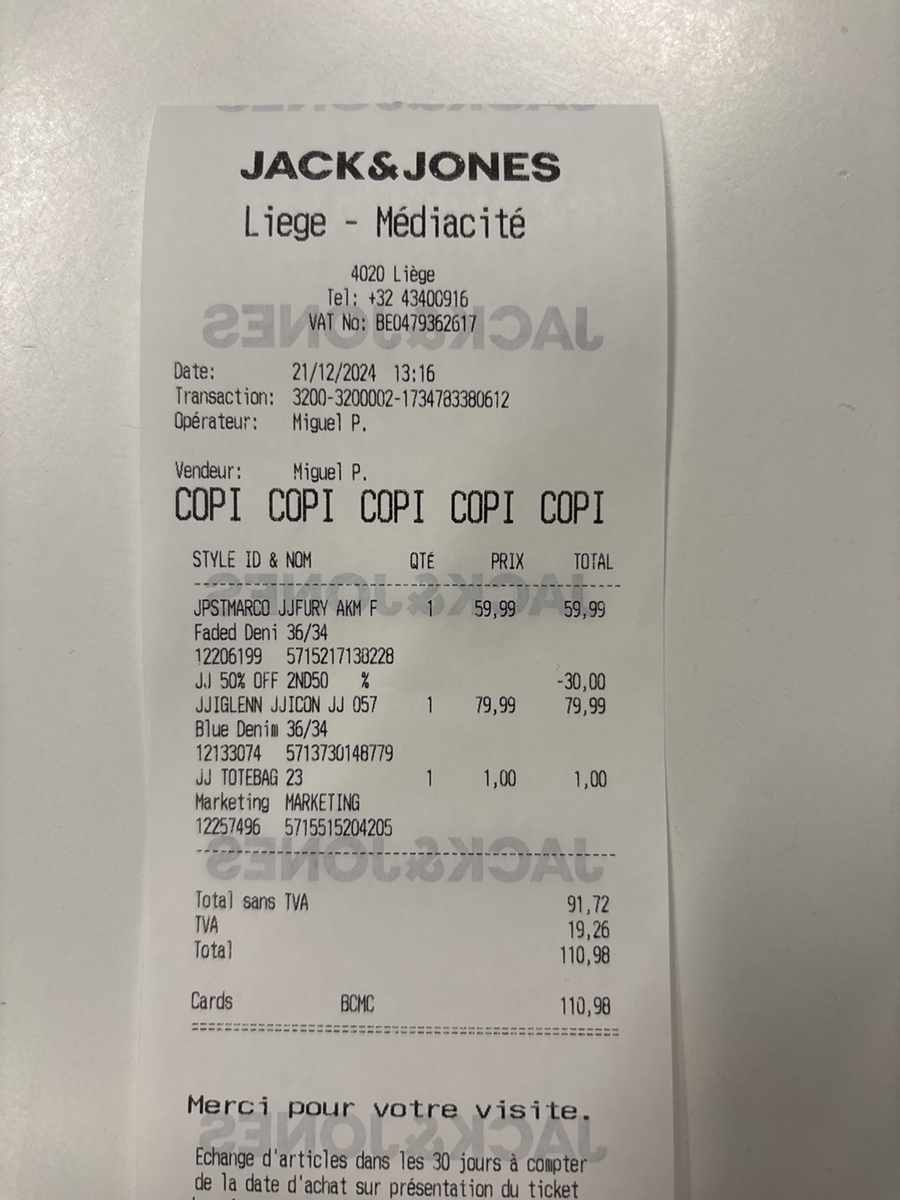 JACK&JONES
Liege - Médiacité
4020 Liège
Tel: +32 43400916
VAT No: BE0479362617
Date: 21/12/2024 13:16
Transaction: 3200-3200002-1734783380612
Opérateur: Miguel P.
Vendeur: Miguel P.
COPI COPI COPI COPI COPI
STYLE ID & NOM QTÉ PRIX TOTAL
JPSTMARCO JJFURY AKM F 1 59,99 59,99
Faded Deni 36/34
12206199 5715217130228
JJ 50% OFF 2ND50 % -30,00
JJIGLENN JJICON JJ 057 1 79,99 79,99
Blue Denim 36/34
12133074 5713730148779
JJ TOTEBAG 23 1 1,00 1,00
Marketing MARKETING
12257496 5715515204205
Total sans TVA 91,72
TVA 19,26
Total 110,98
Cards BCMC 110,98
Merci pour votre visite.
Echange d'articles dans les 30 jours à compter
de la date d'achat sur présentation du ticket